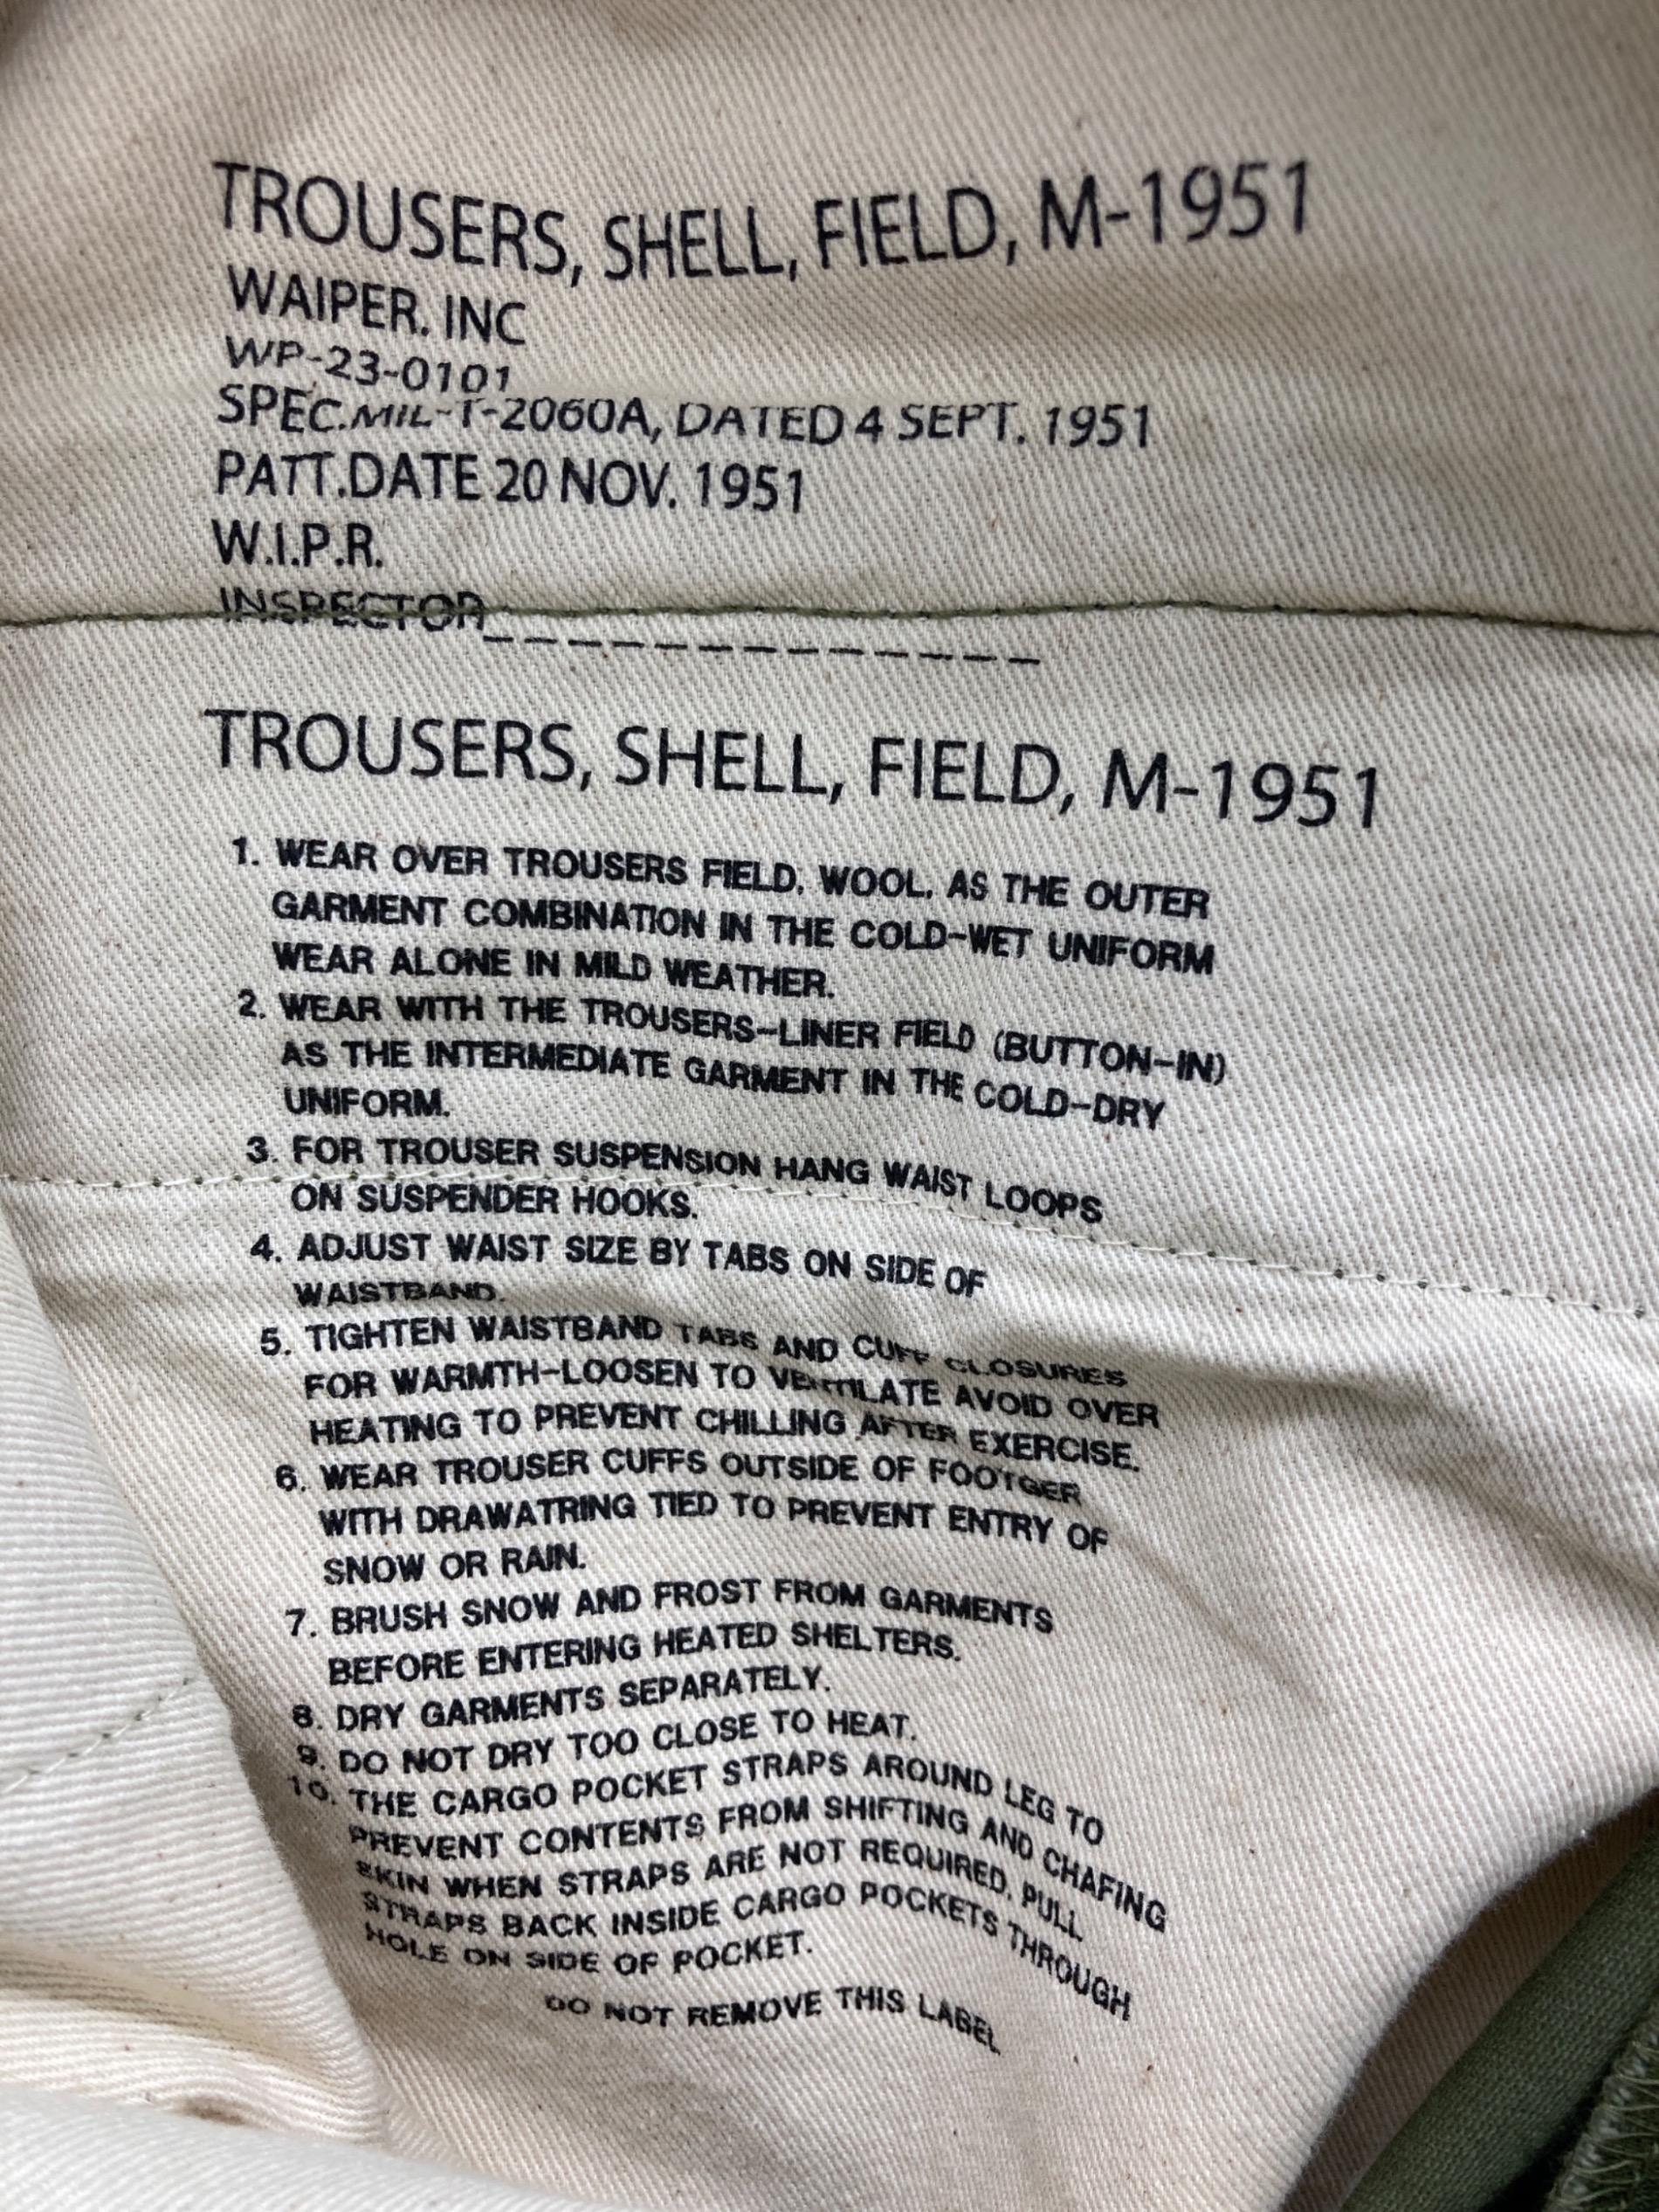 TROUSERS, SHELL, FIELD, M-1951
WAIPER. INC
WP-23-0101
SPEC.MIL-T-2060A, DATED 4 SEPT. 1951
PATT.DATE 20 NOV. 1951
W.I.P.R.
INSPECTOR_ _ _ _ _ _ _ _ _ _ _ _ _
TROUSERS, SHELL, FIELD, M-1951
1. WEAR OVER TROUSERS FIELD, WOOL, AS THE OUTER
GARMENT COMBINATION IN THE COLD-WET UNIFORM
WEAR ALONE IN MILD WEATHER.
2. WEAR WITH THE TROUSERS-LINER FIELD (BUTTON-IN)
AS THE INTERMEDIATE GARMENT IN THE COLD-DRY
UNIFORM.
3. FOR TROUSER SUSPENSION HANG WAIST LOOPS
ON SUSPENDER HOOKS.
4. ADJUST WAIST SIZE BY TABS ON SIDE OF
WAISTBAND.
5. TIGHTEN WAISTBAND TABS AND CUFF CLOSURES
FOR WARMTH-LOOSEN TO VENTILATE AVOID OVER
HEATING TO PREVENT CHILLING AFTER EXERCISE.
6. WEAR TROUSER CUFFS OUTSIDE OF FOOTGER
WITH DRAWATRING TIED TO PREVENT ENTRY OF
SNOW OR RAIN.
7. BRUSH SNOW AND FROST FROM GARMENTS
BEFORE ENTERING HEATED SHELTERS.
8. DRY GARMENTS SEPARATELY.
9. DO NOT DRY TOO CLOSE TO HEAT.
10. THE CARGO POCKET STRAPS AROUND LEG TO
PREVENT CONTENTS FROM SHIFTING AND CHAFING
SKIN WHEN STRAPS ARE NOT REQUIRED, PULL
STRAPS BACK INSIDE CARGO POCKETS THROUGH
HOLE ON SIDE OF POCKET.
DO NOT REMOVE THIS LABEL